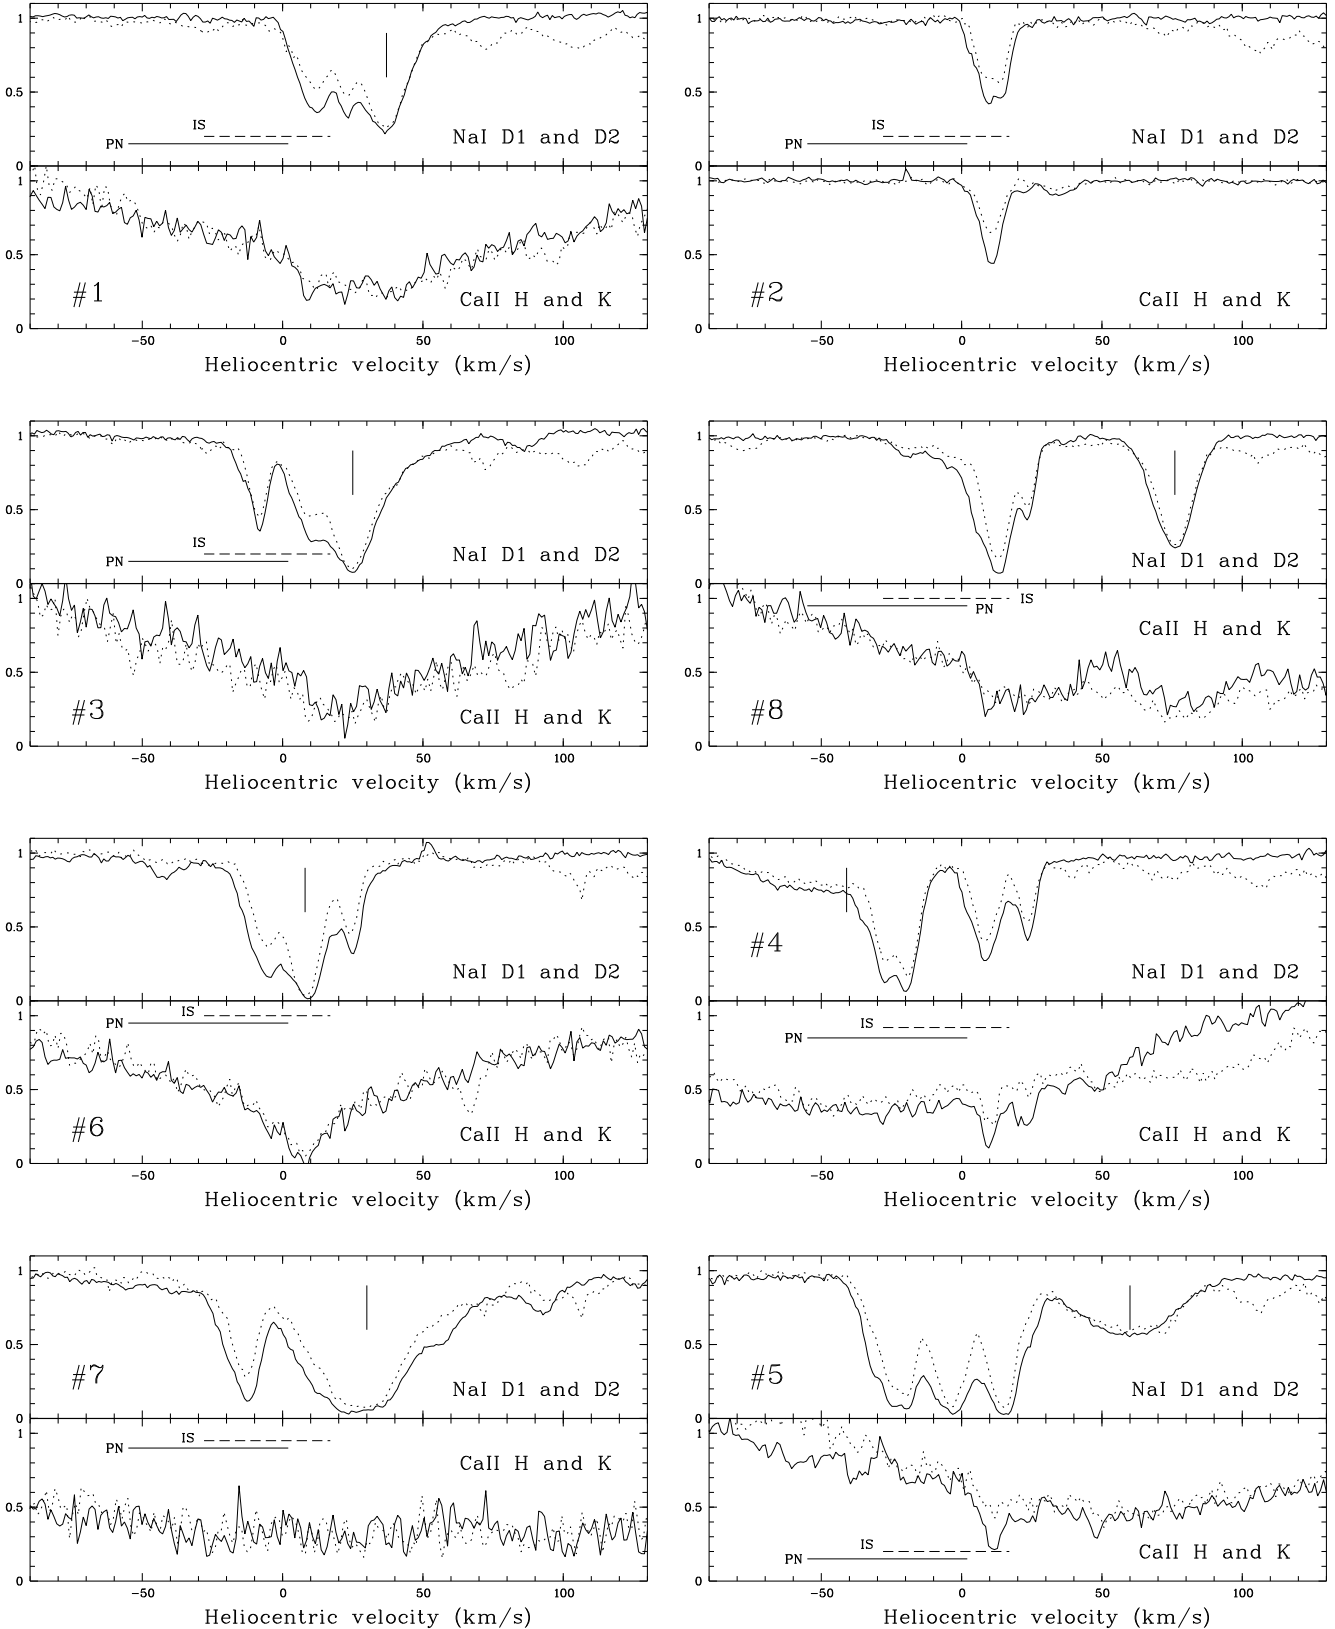 1
0.5
IS
PN
NaI D1 and D2
0
1
0.5
#1
CaII H and K
0
−50 0 50 100
Heliocentric velocity (km/s)
1
0.5
IS
PN
NaI D1 and D2
0
1
0.5
#2
CaII H and K
0
−50 0 50 100
Heliocentric velocity (km/s)
1
0.5
IS
PN
NaI D1 and D2
0
1
0.5
#3
CaII H and K
0
−50 0 50 100
Heliocentric velocity (km/s)
1
0.5
NaI D1 and D2
0
1
IS
PN
CaII H and K
0.5
#8
0
−50 0 50 100
Heliocentric velocity (km/s)
1
0.5
NaI D1 and D2
0
1
IS
PN
0.5
#6
CaII H and K
0
−50 0 50 100
Heliocentric velocity (km/s)
1
0.5
#4
NaI D1 and D2
0
1
IS
PN
0.5
CaII H and K
0
−50 0 50 100
Heliocentric velocity (km/s)
1
0.5
#7
NaI D1 and D2
0
1
IS
PN
CaII H and K
0.5
0
−50 0 50 100
Heliocentric velocity (km/s)
1
0.5
#5
NaI D1 and D2
0
1
0.5
IS
PN
CaII H and K
0
−50 0 50 100
Heliocentric velocity (km/s)